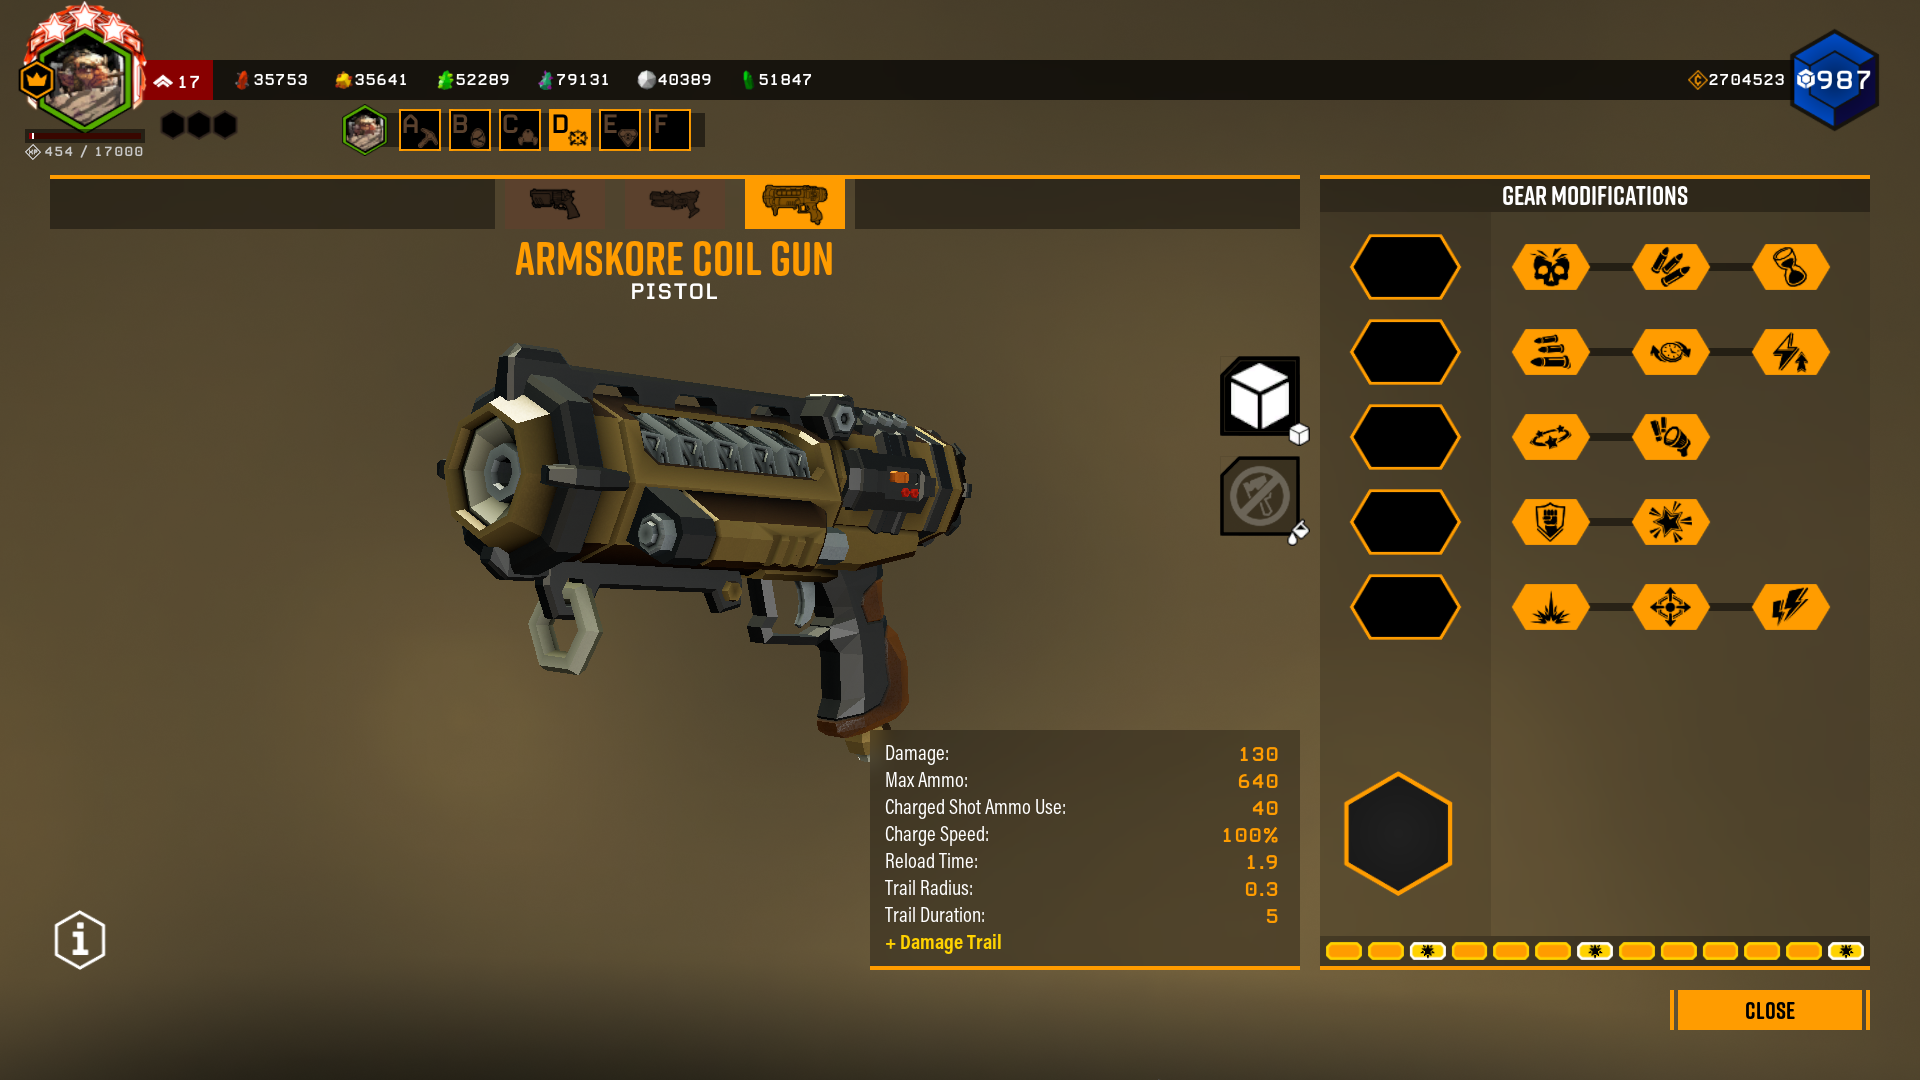 17
35753 35641 52289 79131 40389 51847
2704523 987
454 / 17000
A B C D E F
GEAR MODIFICATIONS
ARMSKORE COIL GUN
PISTOL
Damage: 130
Max Ammo: 640
Charged Shot Ammo Use: 40
Charge Speed: 100%
Reload Time: 1.9
Trail Radius: 0.3
Trail Duration: 5
+ Damage Trail
CLOSE